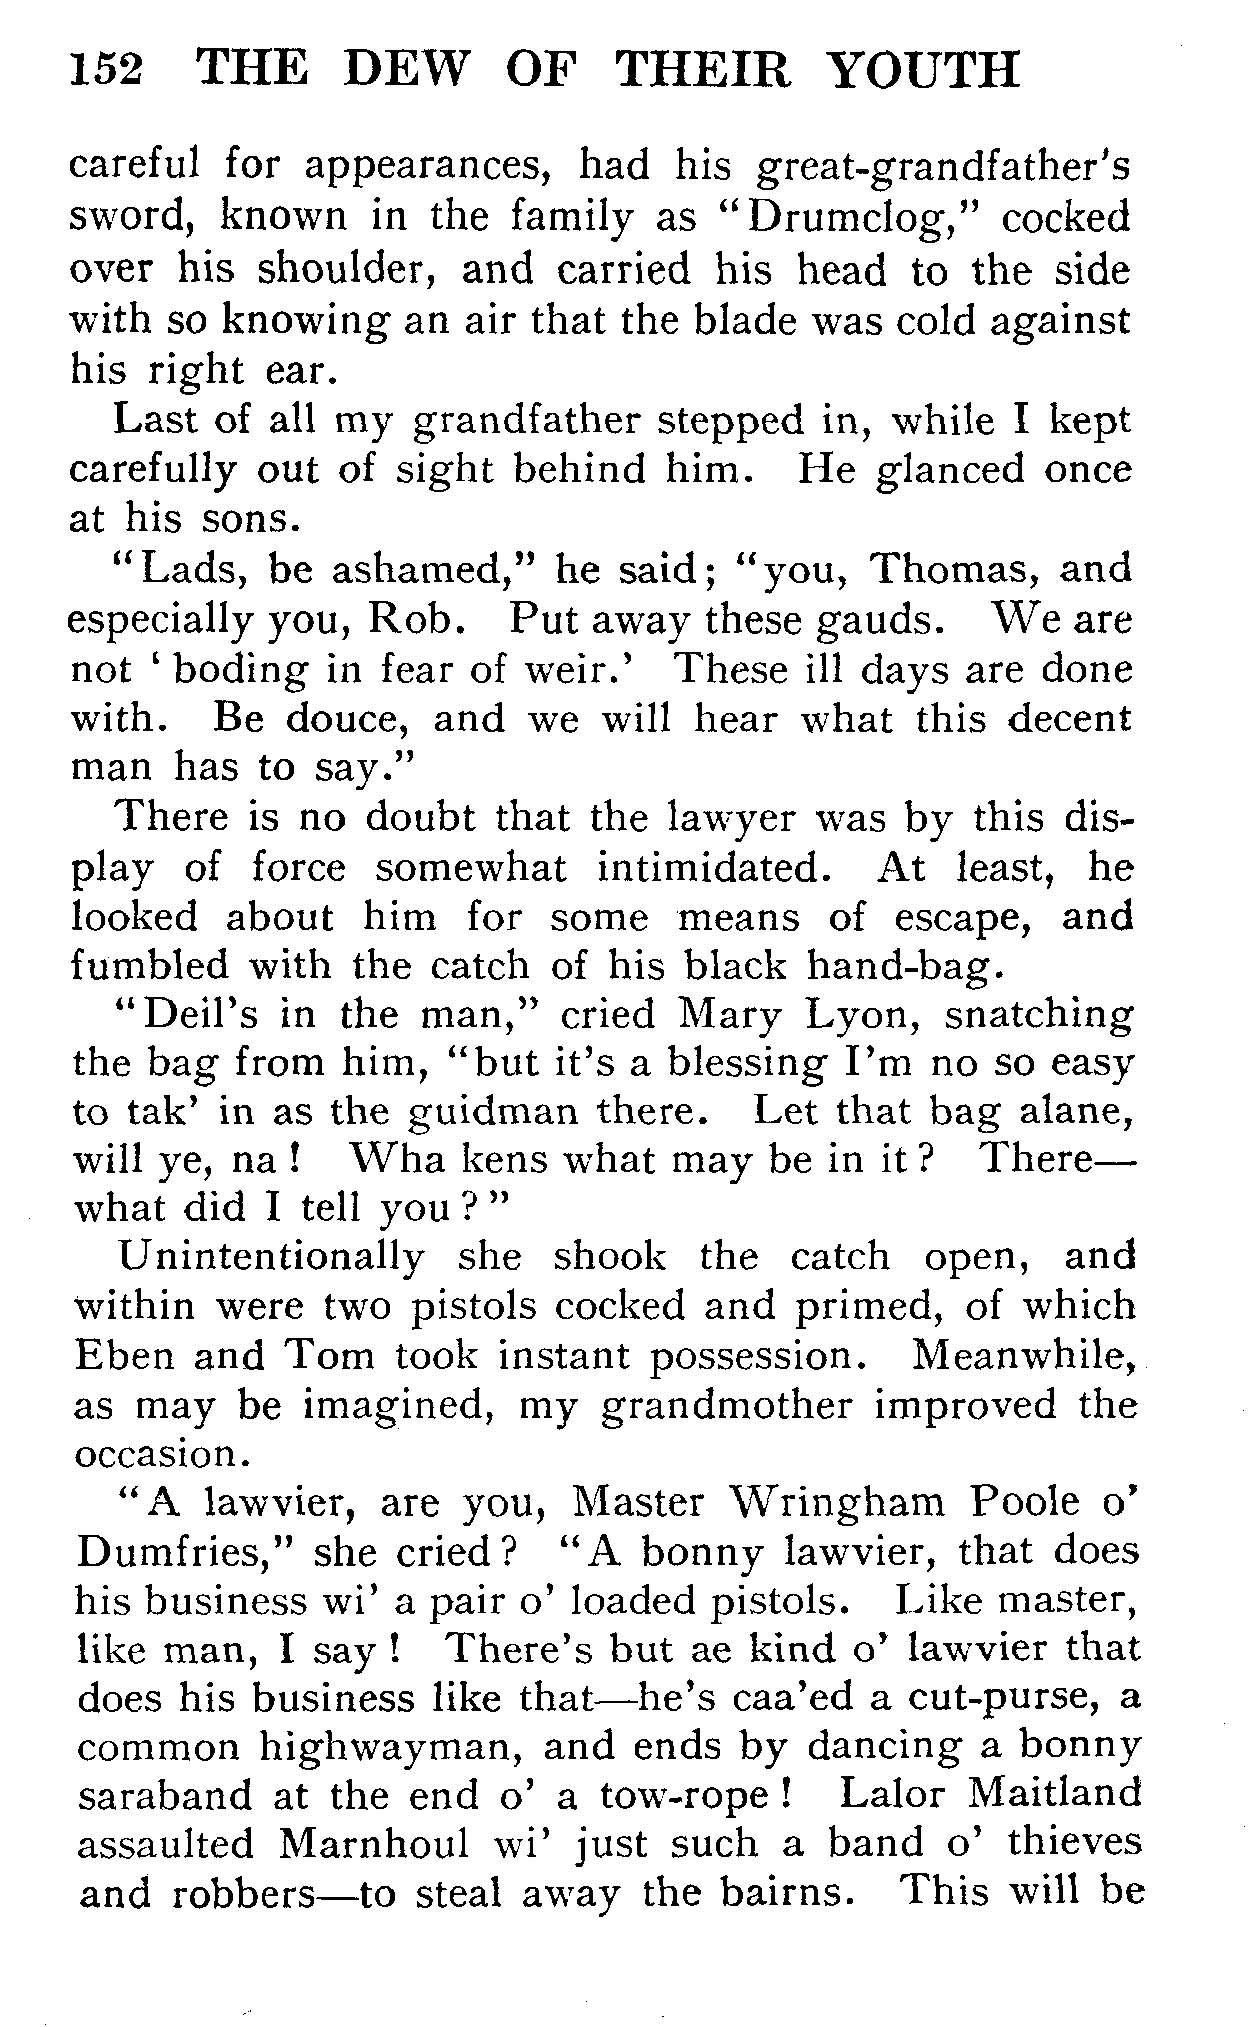 152 THE DEW OF THEIR YOUTH
careful for appearances, had his great-grandfather's
sword, known in the family as “Drumclog,” cocked
over his shoulder, and carried his head to the side
with so knowing an air that the blade was cold against
his right ear.
Last of all my grandfather stepped in, while I kept
carefully out of sight behind him. He glanced once
at his sons.
“Lads, be ashamed,” he said; “you, Thomas, and
especially you, Rob. Put away these gauds. We are
not ‘boding in fear of weir.’ These ill days are done
with. Be douce, and we will hear what this decent
man has to say.”
There is no doubt that the lawyer was by this dis-
play of force somewhat intimidated. At least, he
looked about him for some means of escape, and
fumbled with the catch of his black hand-bag.
“Deil’s in the man,” cried Mary Lyon, snatching
the bag from him, “but it’s a blessing I’m no so easy
to tak’ in as the guidman there. Let that bag alane,
will ye, na! Wha kens what may be in it? There—
what did I tell you?”
Unintentionally she shook the catch open, and
within were two pistols cocked and primed, of which
Eben and Tom took instant possession. Meanwhile,
as may be imagined, my grandmother improved the
occasion.
“A lawvier, are you, Master Wringham Poole o’
Dumfries,” she cried? “A bonny lawvier, that does
his business wi’ a pair o’ loaded pistols. Like master,
like man, I say! There’s but ae kind o’ lawvier that
does his business like that—he’s caa’ed a cut-purse, a
common highwayman, and ends by dancing a bonny
saraband at the end o’ a tow-rope! Lalor Maitland
assaulted Marnhoul wi’ just such a band o’ thieves
and robbers—to steal away the bairns. This will be